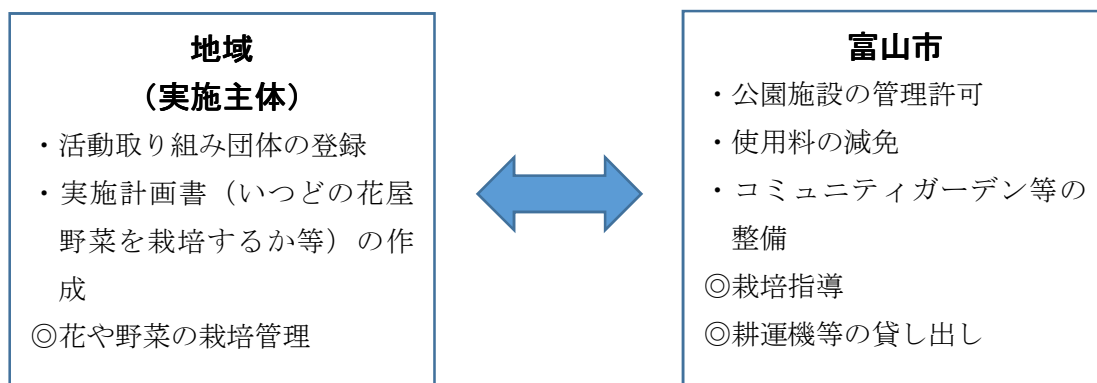 地域
（実施主体）
・活動取り組み団体の登録
・実施計画書（いつどの花屋
野菜を栽培するか等）の作
成
◎花や野菜の栽培管理
富山市
・公園施設の管理許可
・使用料の減免
・コミュニティガーデン等の
整備
◎栽培指導
◎耕運機等の貸し出し